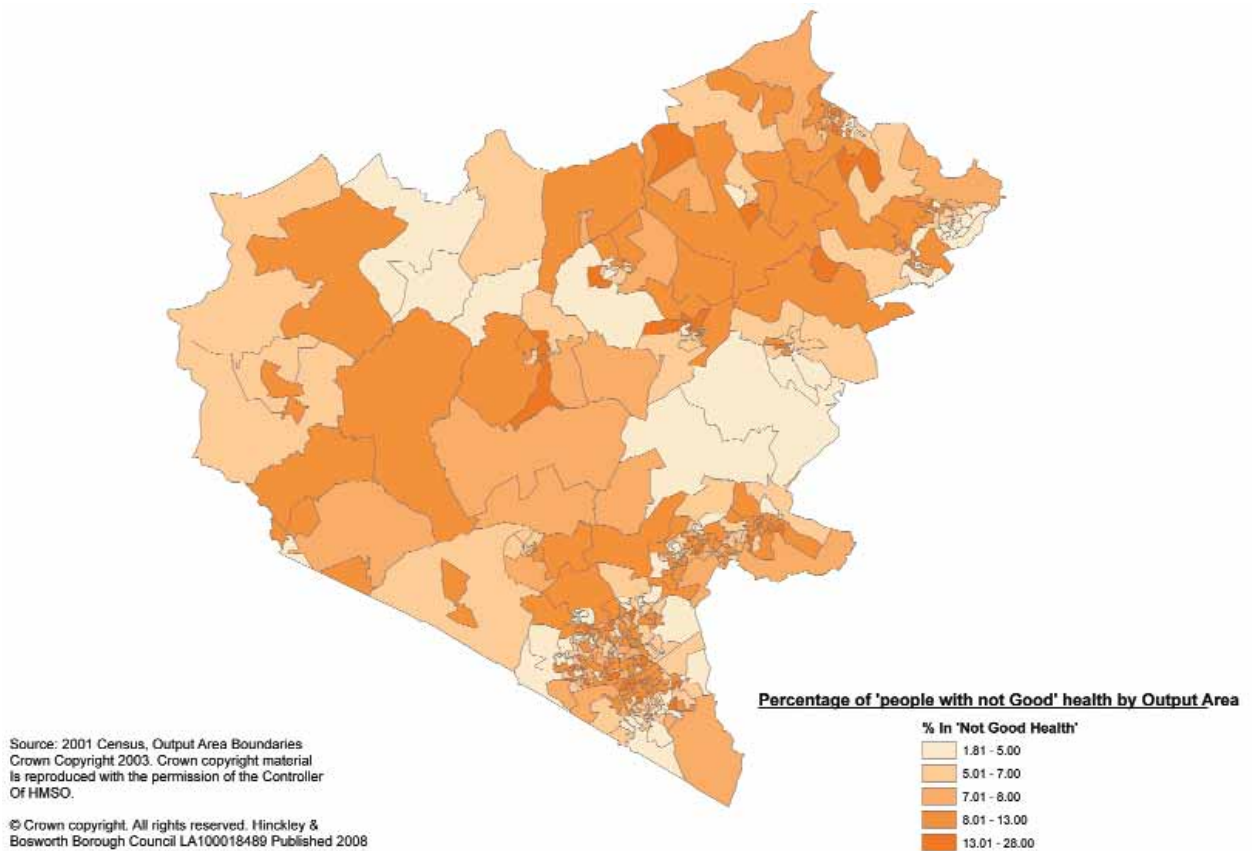 Percentage of 'people with not Good' health by Output Area
% In 'Not Good Health'
1.81 - 5.00
5.01 - 7.00
7.01 - 8.00
8.01 - 13.00
13.01 - 28.00
Source: 2001 Census, Output Area Boundaries
Crown Copyright 2003. Crown copyright material
Is reproduced with the permission of the Controller
Of HMSO.
© Crown copyright. All rights reserved. Hinckley &
Bosworth Borough Council LA100018489 Published 2008